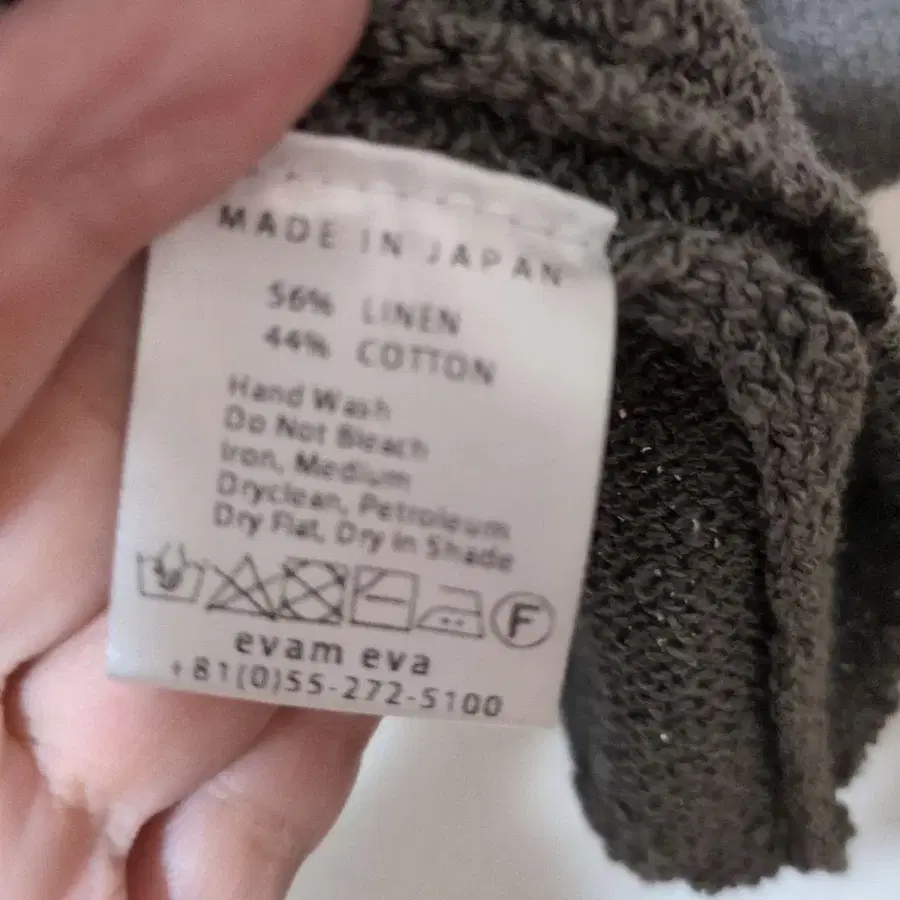 MADE IN JAPAN
56% LINEN
44% COTTON
Hand Wash
Do Not Bleach
Iron, Medium
Dryclean, Petroleum
Dry Flat, Dry in Shade
F
evam eva
+81(0)55-272-5100